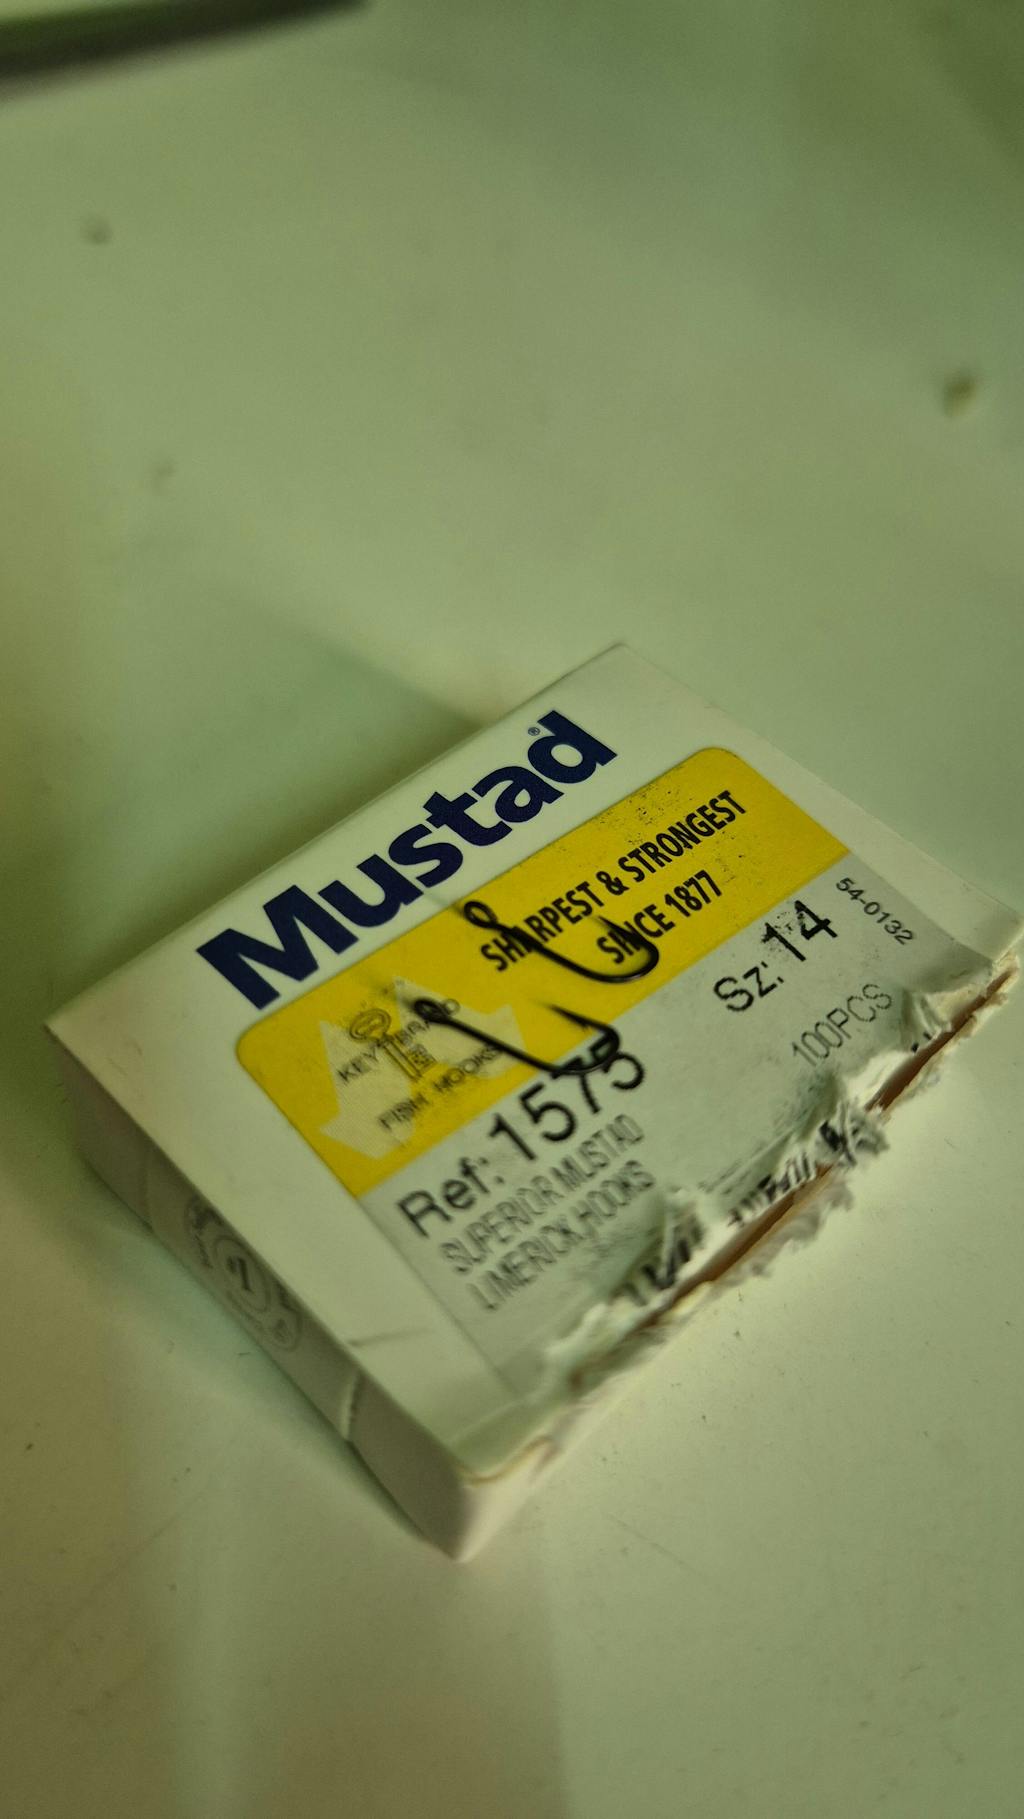 Mustad®
SHARPEST & STRONGEST
SINCE 1877
KEY BRAND
FISH HOOKS
Ref: 1575
Sz: 14
54-0132
SUPERIOR MUSTAD
LIMERICK HOOKS
100PCS
#1